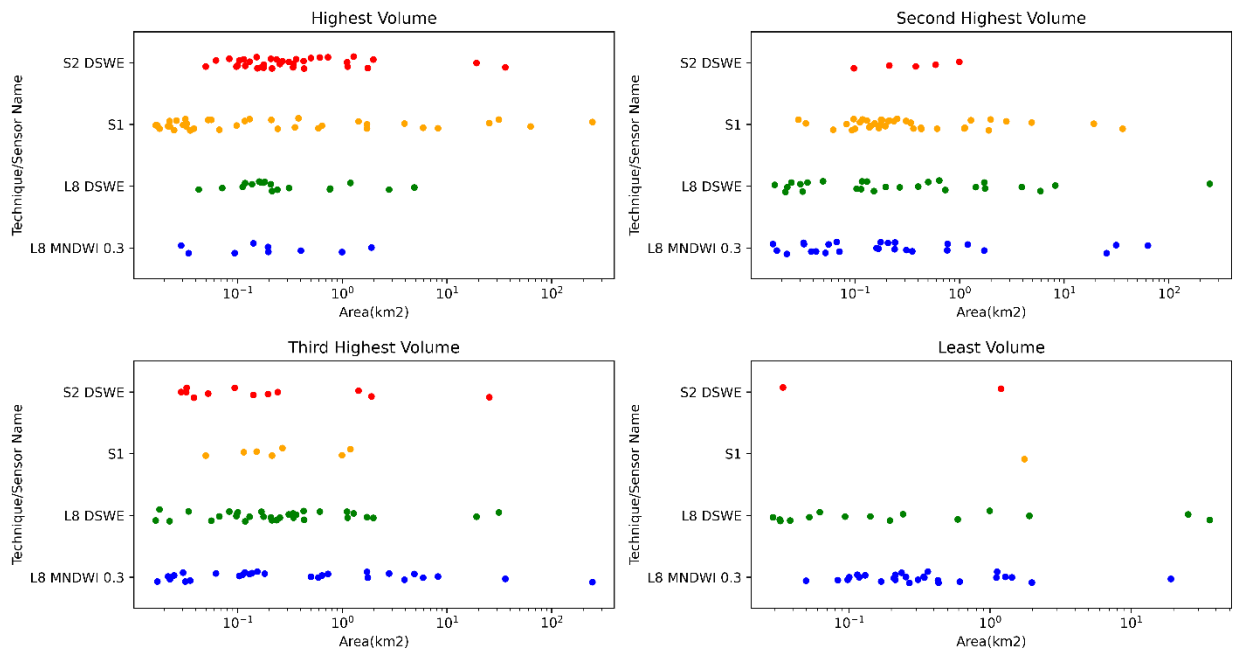 Highest Volume
Technique/Sensor Name
S2 DSWE
S1
L8 DSWE
L8 MNDWI 0.3
10⁻¹ 10⁰ 10¹ 10²
Area(km2)
Second Highest Volume
Technique/Sensor Name
S2 DSWE
S1
L8 DSWE
L8 MNDWI 0.3
10⁻¹ 10⁰ 10¹ 10²
Area(km2)
Third Highest Volume
Technique/Sensor Name
S2 DSWE
S1
L8 DSWE
L8 MNDWI 0.3
10⁻¹ 10⁰ 10¹ 10²
Area(km2)
Least Volume
Technique/Sensor Name
S2 DSWE
S1
L8 DSWE
L8 MNDWI 0.3
10⁻¹ 10⁰ 10¹
Area(km2)